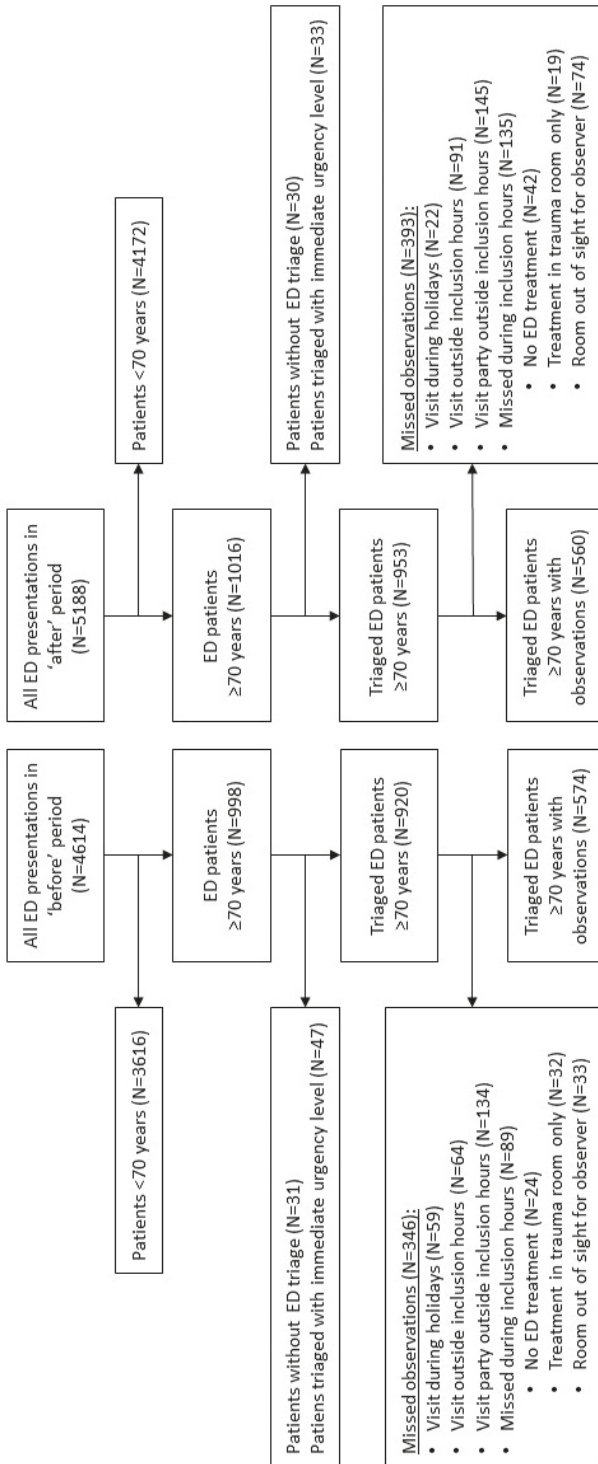 All ED presentations in
'before' period
(N=4614)
Patients <70 years (N=3616)
ED patients
≥70 years (N=998)
Patients without ED triage (N=31)
Patiens triaged with immediate urgency level (N=47)
Triaged ED patients
≥70 years (N=920)
Missed observations (N=346):
• Visit during holidays (N=59)
• Visit outside inclusion hours (N=64)
• Visit party outside inclusion hours (N=134)
• Missed during inclusion hours (N=89)
• No ED treatment (N=24)
• Treatment in trauma room only (N=32)
• Room out of sight for observer (N=33)
Triaged ED patients
≥70 years with
observations (N=574)
All ED presentations in
'after' period
(N=5188)
Patients <70 years (N=4172)
ED patients
≥70 years (N=1016)
Patients without ED triage (N=30)
Patiens triaged with immediate urgency level (N=33)
Triaged ED patients
≥70 years (N=953)
Missed observations (N=393):
• Visit during holidays (N=22)
• Visit outside inclusion hours (N=91)
• Visit party outside inclusion hours (N=145)
• Missed during inclusion hours (N=135)
• No ED treatment (N=42)
• Treatment in trauma room only (N=19)
• Room out of sight for observer (N=74)
Triaged ED patients
≥70 years with
observations (N=560)